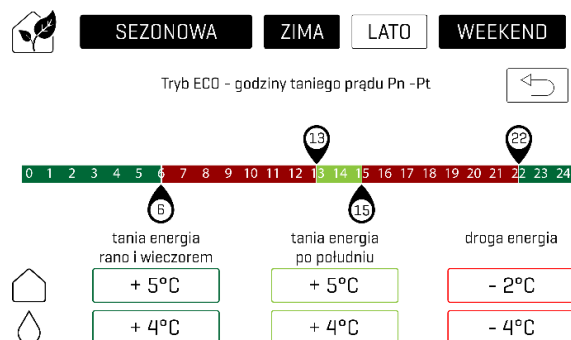 SEZONOWA ZIMA LATO WEEKEND
Tryb ECO - godziny taniego prądu Pn -Pt
13 22
0 1 2 3 4 5 6 7 8 9 10 11 12 13 14 15 16 17 18 19 20 21 22 23 24
6 15
tania energia rano i wieczorem
tania energia po południu
droga energia
+ 5°C + 5°C - 2°C
+ 4°C + 4°C - 4°C